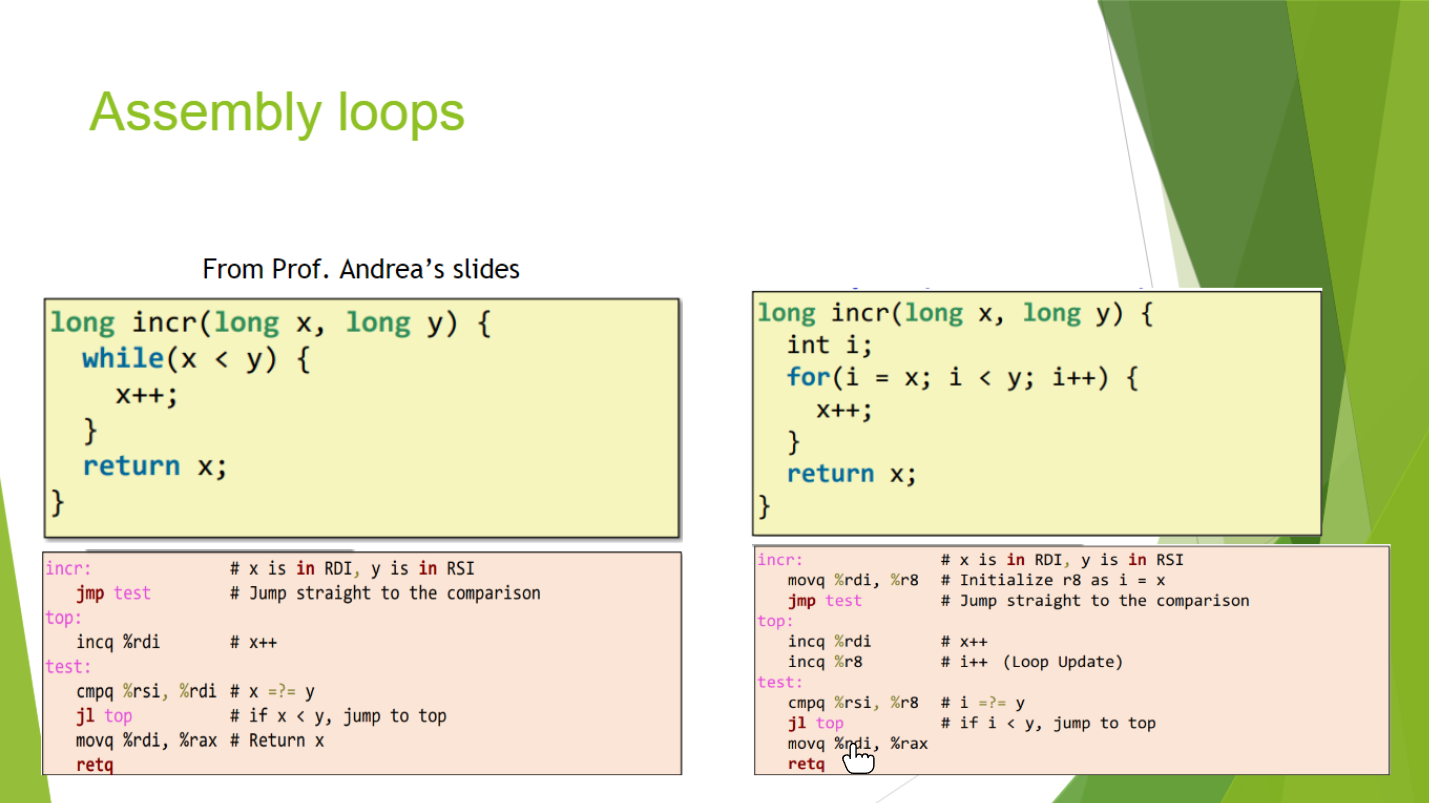 Assembly loops
From Prof. Andrea's slides
long incr(long x, long y) {
while(x < y) {
x++;
}
return x;
}
incr: # x is in RDI, y is in RSI
jmp test # Jump straight to the comparison
top:
incq %rdi # x++
test:
cmpq %rsi, %rdi # x =?= y
jl top # if x < y, jump to top
movq %rdi, %rax # Return x
retq
long incr(long x, long y) {
int i;
for(i = x; i < y; i++) {
x++;
}
return x;
}
incr: # x is in RDI, y is in RSI
movq %rdi, %r8 # Initialize r8 as i = x
jmp test # Jump straight to the comparison
top:
incq %rdi # x++
incq %r8 # i++ (Loop Update)
test:
cmpq %rsi, %r8 # i =?= y
jl top # if i < y, jump to top
movq %rdi, %rax
retq